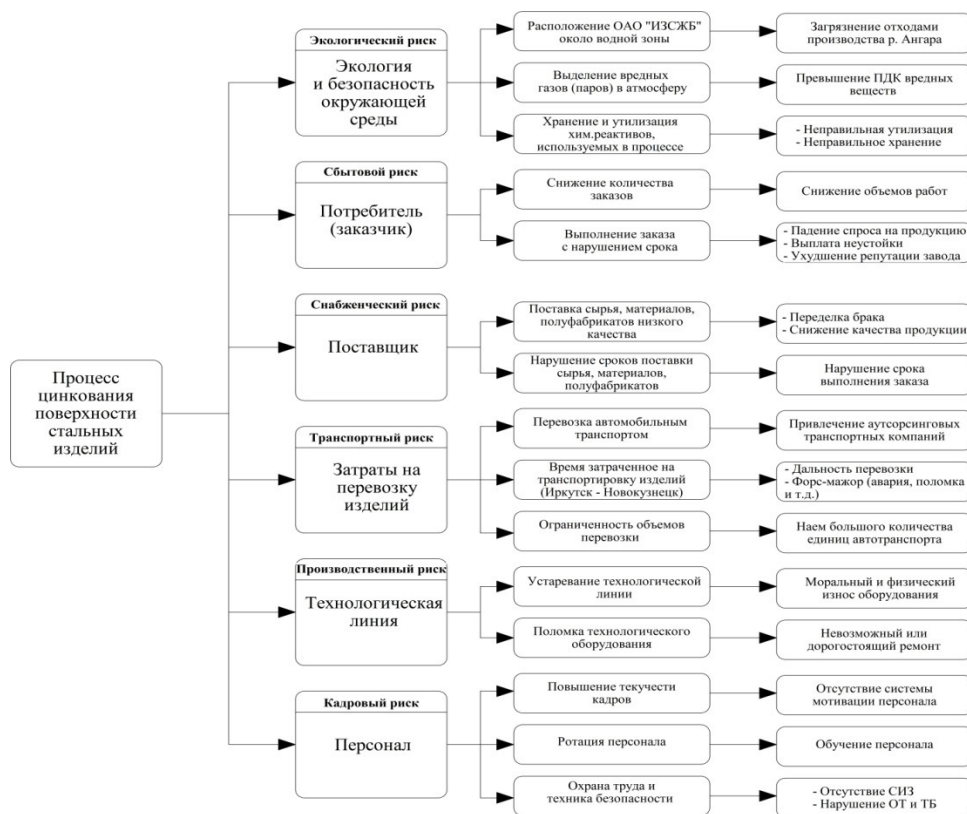 Процесс
цинкования
поверхности
стальных
изделий
Экологический риск
Экология
и безопасность
окружающей
среды
Расположение ОАО "ИЗСЖБ"
около водной зоны
Загрязнение отходами
производства р. Ангара
Выделение вредных
газов (паров) в атмосферу
Превышение ПДК вредных
веществ
Хранение и утилизация
хим.реактивов,
используемых в процессе
- Неправильная утилизация
- Неправильное хранение
Сбытовой риск
Потребитель
(заказчик)
Снижение количества
заказов
Снижение объемов работ
Выполнение заказа
с нарушением срока
- Падение спроса на продукцию
- Выплата неустойки
- Ухудшение репутации завода
Снабженческий риск
Поставщик
Поставка сырья, материалов,
полуфабрикатов низкого
качества
- Переделка брака
- Снижение качества продукции
Нарушение сроков поставки
сырья, материалов,
полуфабрикатов
Нарушение срока
выполнения заказа
Транспортный риск
Затраты на
перевозку
изделий
Перевозка автомобильным
транспортом
Привлечение аутсорсинговых
транспортных компаний
Время затраченное на
транспортировку изделий
(Иркутск - Новокузнецк)
- Дальность перевозки
- Форс-мажор (авария, поломка
и т.д.)
Ограниченность объемов
перевозки
Наем большого количества
единиц автотранспорта
Производственный риск
Технологическая
линия
Устаревание технологической
линии
Моральный и физический
износ оборудования
Поломка технологического
оборудования
Невозможный или
дорогостоящий ремонт
Кадровый риск
Персонал
Повышение текучести
кадров
Отсутствие системы
мотивации персонала
Ротация персонала
Обучение персонала
Охрана труда и
техника безопасности
- Отсутствие СИЗ
- Нарушение ОТ и ТБ